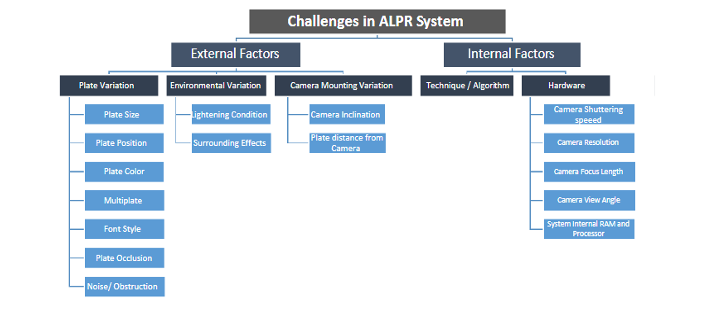 Challenges in ALPR System
External Factors
Internal Factors
Plate Variation
Environmental Variation
Camera Mounting Variation
Technique / Algorithm
Hardware
Plate Size
Plate Position
Plate Color
Multiplate
Font Style
Plate Occlusion
Noise/ Obstruction
Lightening Condition
Surrounding Effects
Camera Inclination
Plate distance from
Camera
Camera Shuttering
speeed
Camera Resolution
Camera Focus Length
Camera View Angle
System Internal RAM and
Processor